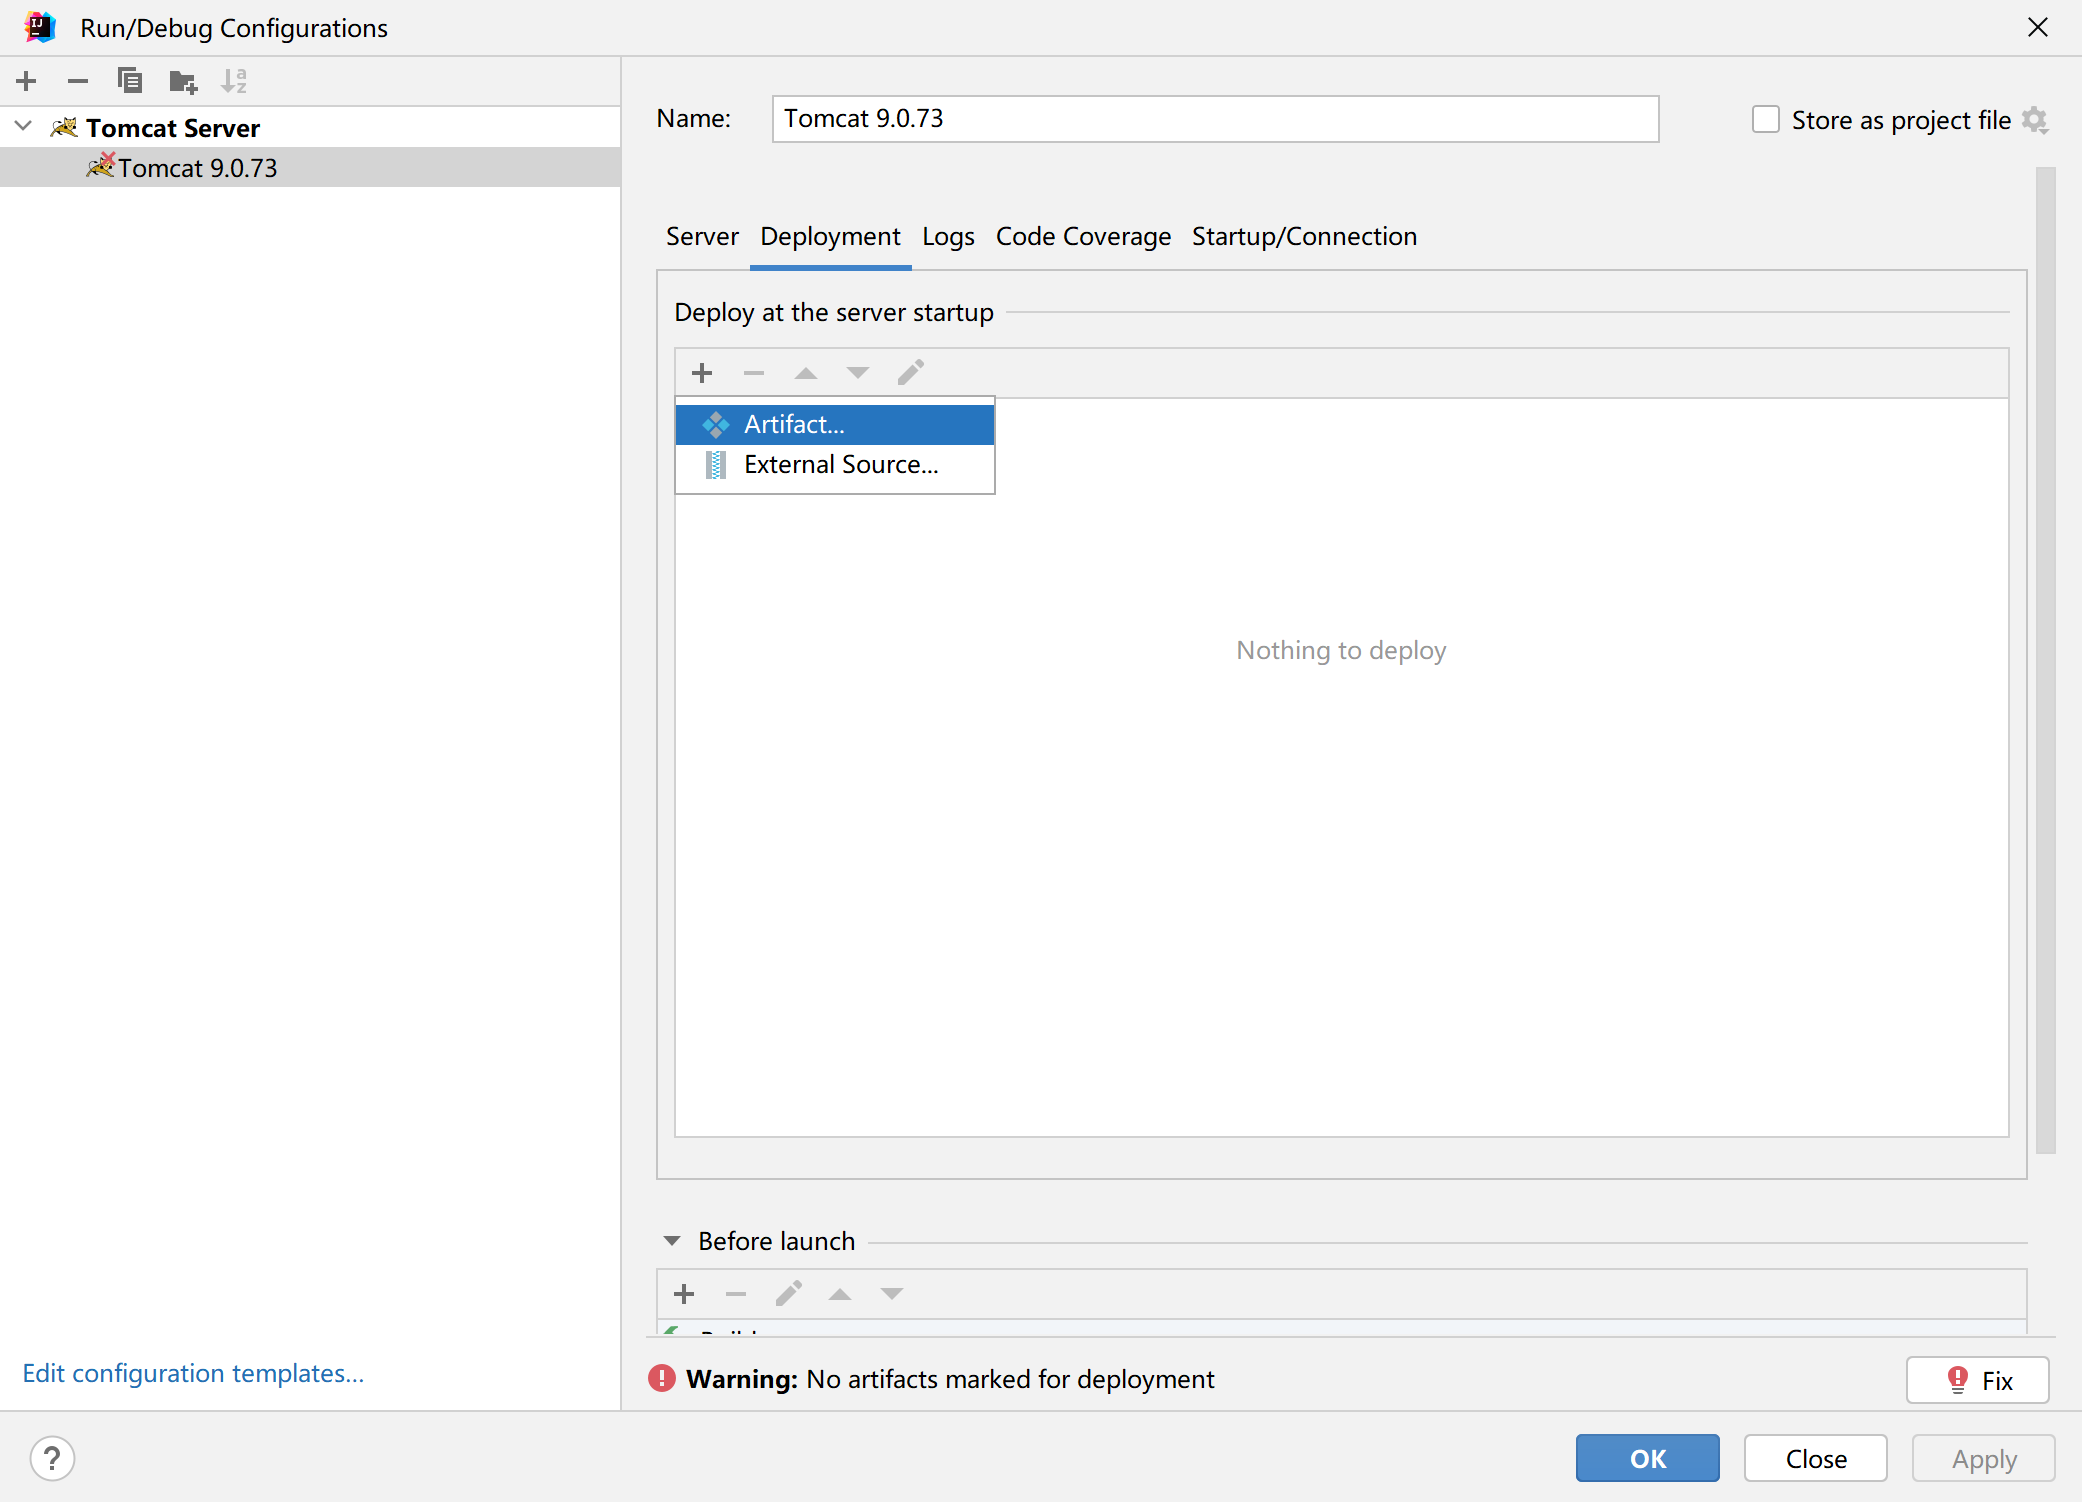 Run/Debug Configurations
Tomcat Server
Tomcat 9.0.73
Name:
Tomcat 9.0.73
Store as project file
Server
Deployment
Logs
Code Coverage
Startup/Connection
Deploy at the server startup
Artifact...
External Source...
Nothing to deploy
Before launch
Warning: No artifacts marked for deployment
Fix
Edit configuration templates...
?
OK
Close
Apply